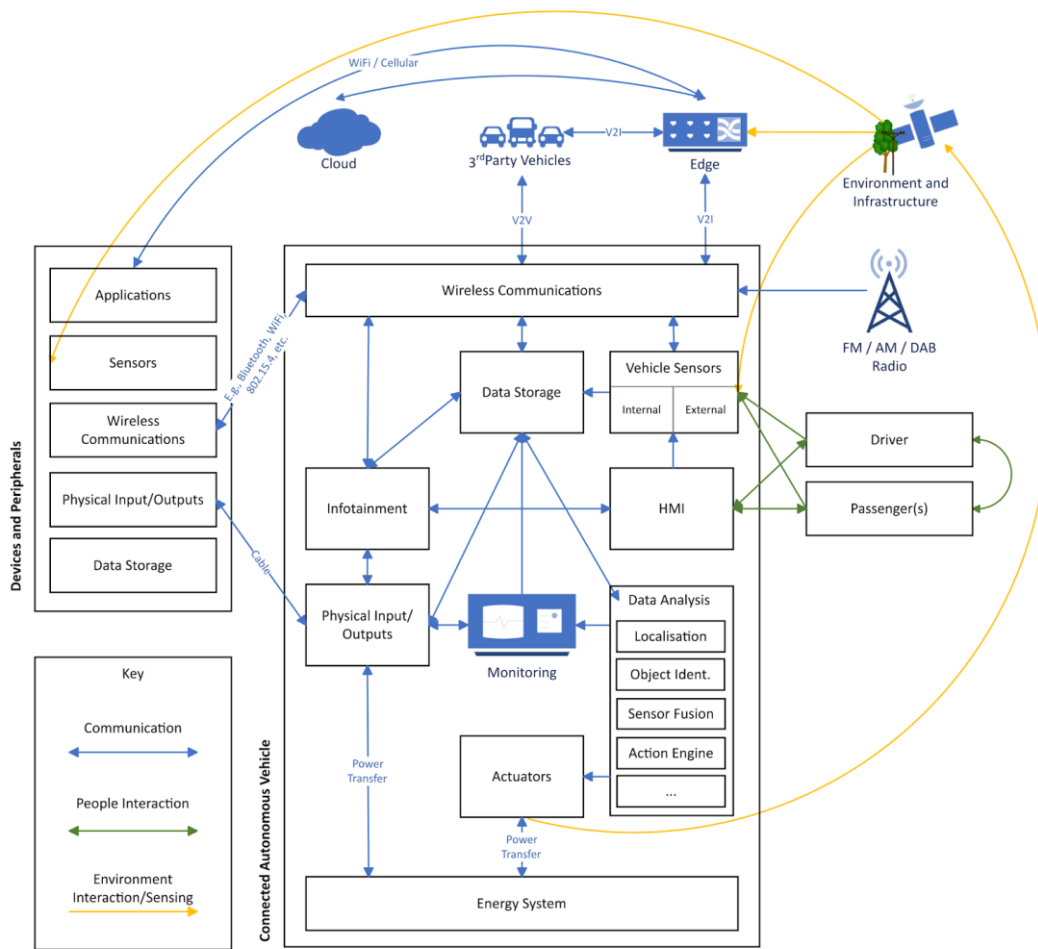 WiFi / Cellular
Cloud
3rdParty Vehicles
V2I
Edge
Environment and
Infrastructure
V2V
V2I
Devices and Peripherals
Applications
Sensors
Wireless
Communications
Physical Input/Outputs
Data Storage
E.g., Bluetooth, WiFi,
802.15.4, etc.
Cable
Connected Autonomous Vehicle
Wireless Communications
Data Storage
Vehicle Sensors
Internal
External
Infotainment
HMI
Physical Input/
Outputs
Monitoring
Data Analysis
Localisation
Object Ident.
Sensor Fusion
Action Engine
...
Actuators
Power
Transfer
Power
Transfer
Energy System
FM / AM / DAB
Radio
Driver
Passenger(s)
Key
Communication
People Interaction
Environment
Interaction/Sensing